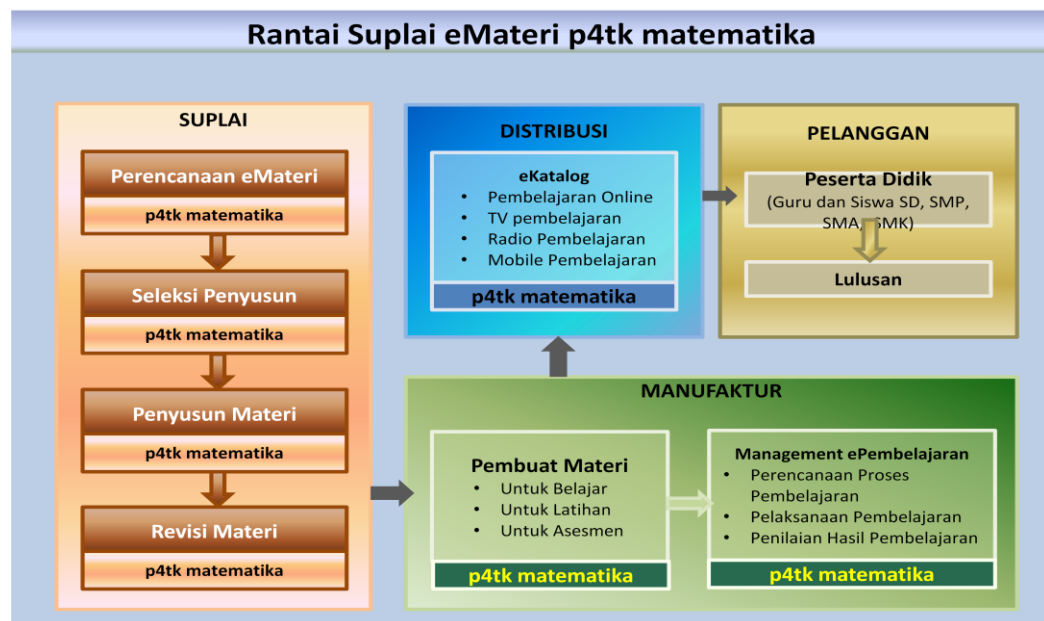 Rantai Suplai eMateri p4tk matematika
SUPLAI
Perencanaan eMateri
p4tk matematika
Seleksi Penyusun
p4tk matematika
Penyusun Materi
p4tk matematika
Revisi Materi
p4tk matematika
DISTRIBUSI
eKatalog
• Pembelajaran Online
• TV pembelajaran
• Radio Pembelajaran
• Mobile Pembelajaran
p4tk matematika
PELANGGAN
Peserta Didik
(Guru dan Siswa SD, SMP,
SMA, SMK)
Lulusan
MANUFAKTUR
Pembuat Materi
• Untuk Belajar
• Untuk Latihan
• Untuk Asesmen
p4tk matematika
Management ePembelajaran
• Perencanaan Proses
Pembelajaran
• Pelaksanaan Pembelajaran
• Penilaian Hasil Pembelajaran
p4tk matematika